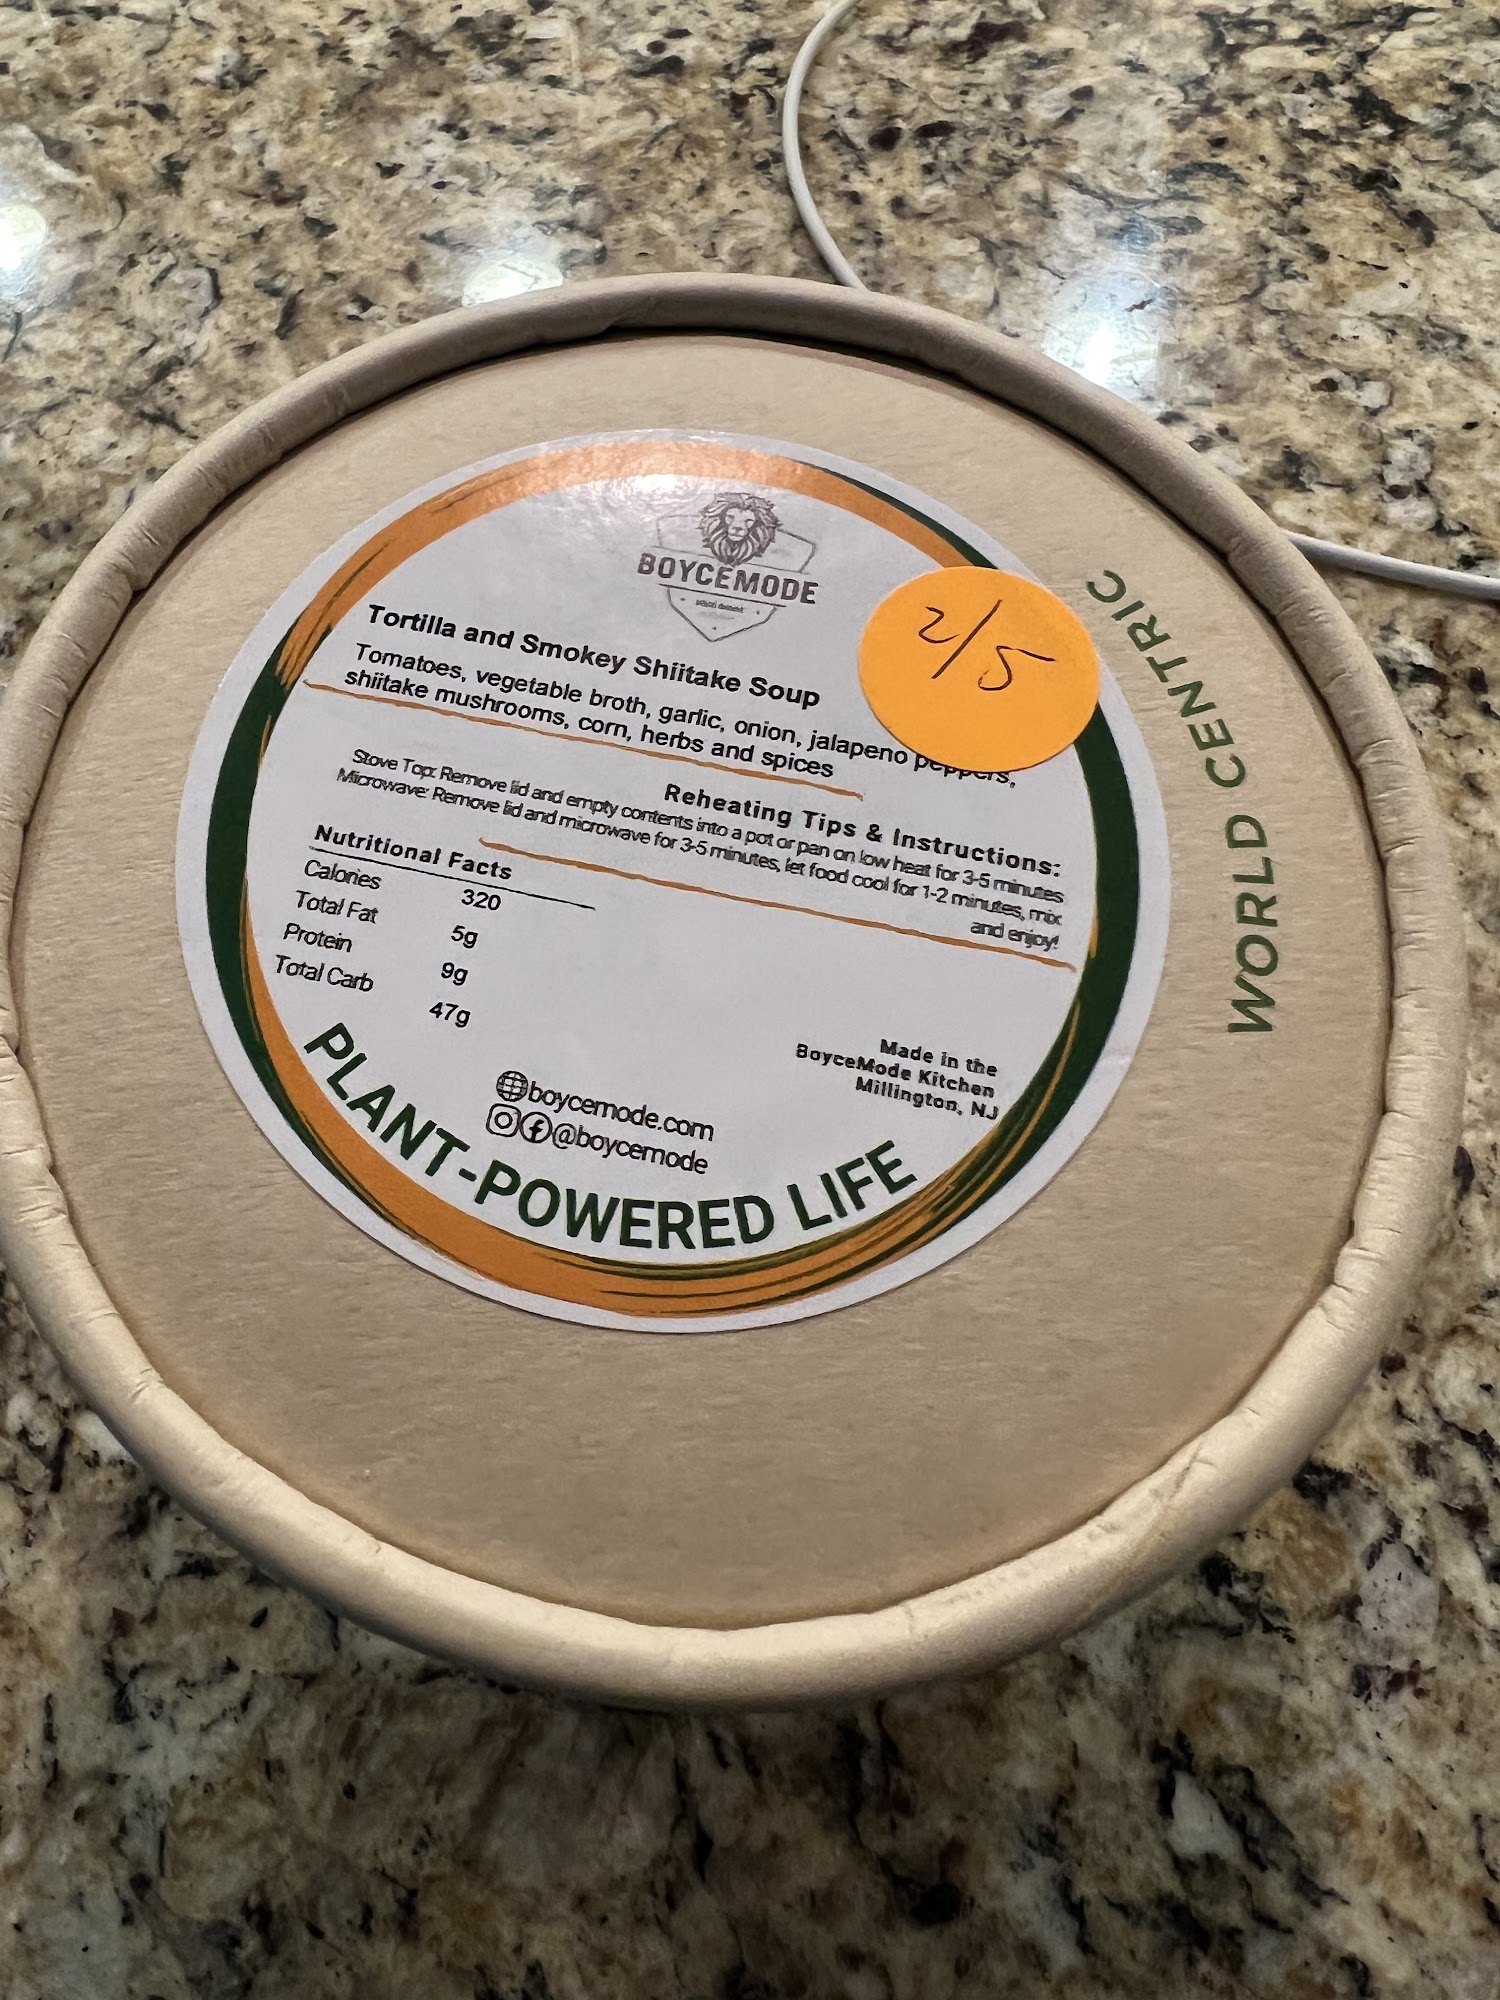 BOYCEMODE
Tortilla and Smokey Shiitake Soup
Tomatoes, vegetable broth, garlic, onion, jalapeno peppers,
shiitake mushrooms, corn, herbs and spices
2/5
Reheating Tips & Instructions:
Stove Top: Remove lid and empty contents into a pot or pan on low heat for 3-5 minutes
Microwave: Remove lid and microwave for 3-5 minutes, let food cool for 1-2 minutes, mix
and enjoy!
Nutritional Facts
Calories 320
Total Fat 5g
Protein 9g
Total Carb 47g
Made in the
BoyceMode Kitchen
Millington, NJ
boycemode.com
@boycemode
PLANT-POWERED LIFE
WORLD CENTRIC